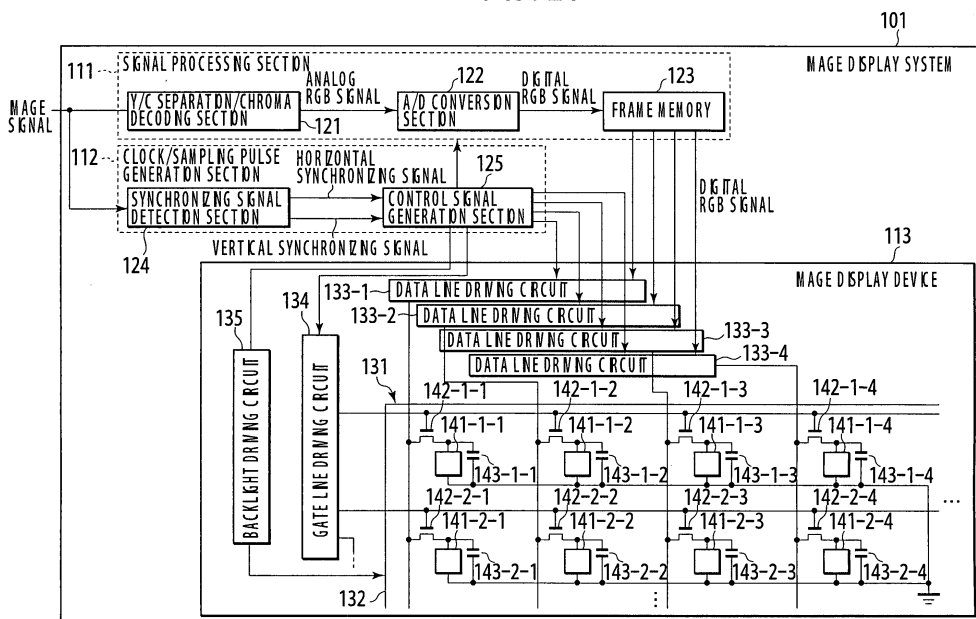 101
111
SIGNAL PROCESSING SECTION
MAGE DISPLAY SYSTEM
MAGE
SIGNAL
Y/C SEPARATION/CHROMA
DECODNG SECTION
121
ANALOG
RGB SIGNAL
122
A/D CONVERSION
SECTION
DIGITAL
RGB SIGNAL
123
FRAME MEMORY
112
CLOCK/SAMPLING PULSE
GENERATION SECTION
HORIZONTAL
SYNCHRONIZING SIGNAL
125
SYNCHRONIZING SIGNAL
DETECTION SECTION
124
CONTROL SIGNAL
GENERATION SECTION
VERTICAL SYNCHRONIZING SIGNAL
DIGITAL
RGB SIGNAL
113
MAGE DISPLAY DEVICE
133-1
DATA LINE DRIVING CIRCUIT
133-2
DATA LINE DRIVING CIRCUIT
DATA LINE DRIVING CIRCUIT
133-3
DATA LINE DRIVING CIRCUIT
133-4
134
135
BACKLIGHT DRIVING CIRCUIT
GATE LINE DRIVING CIRCUIT
131
132
142-1-1
142-1-2
142-1-3
142-1-4
141-1-1
141-1-2
141-1-3
141-1-4
143-1-1
143-1-2
143-1-3
143-1-4
142-2-1
142-2-2
142-2-3
142-2-4
141-2-1
141-2-2
141-2-3
141-2-4
143-2-1
143-2-2
143-2-3
143-2-4
...